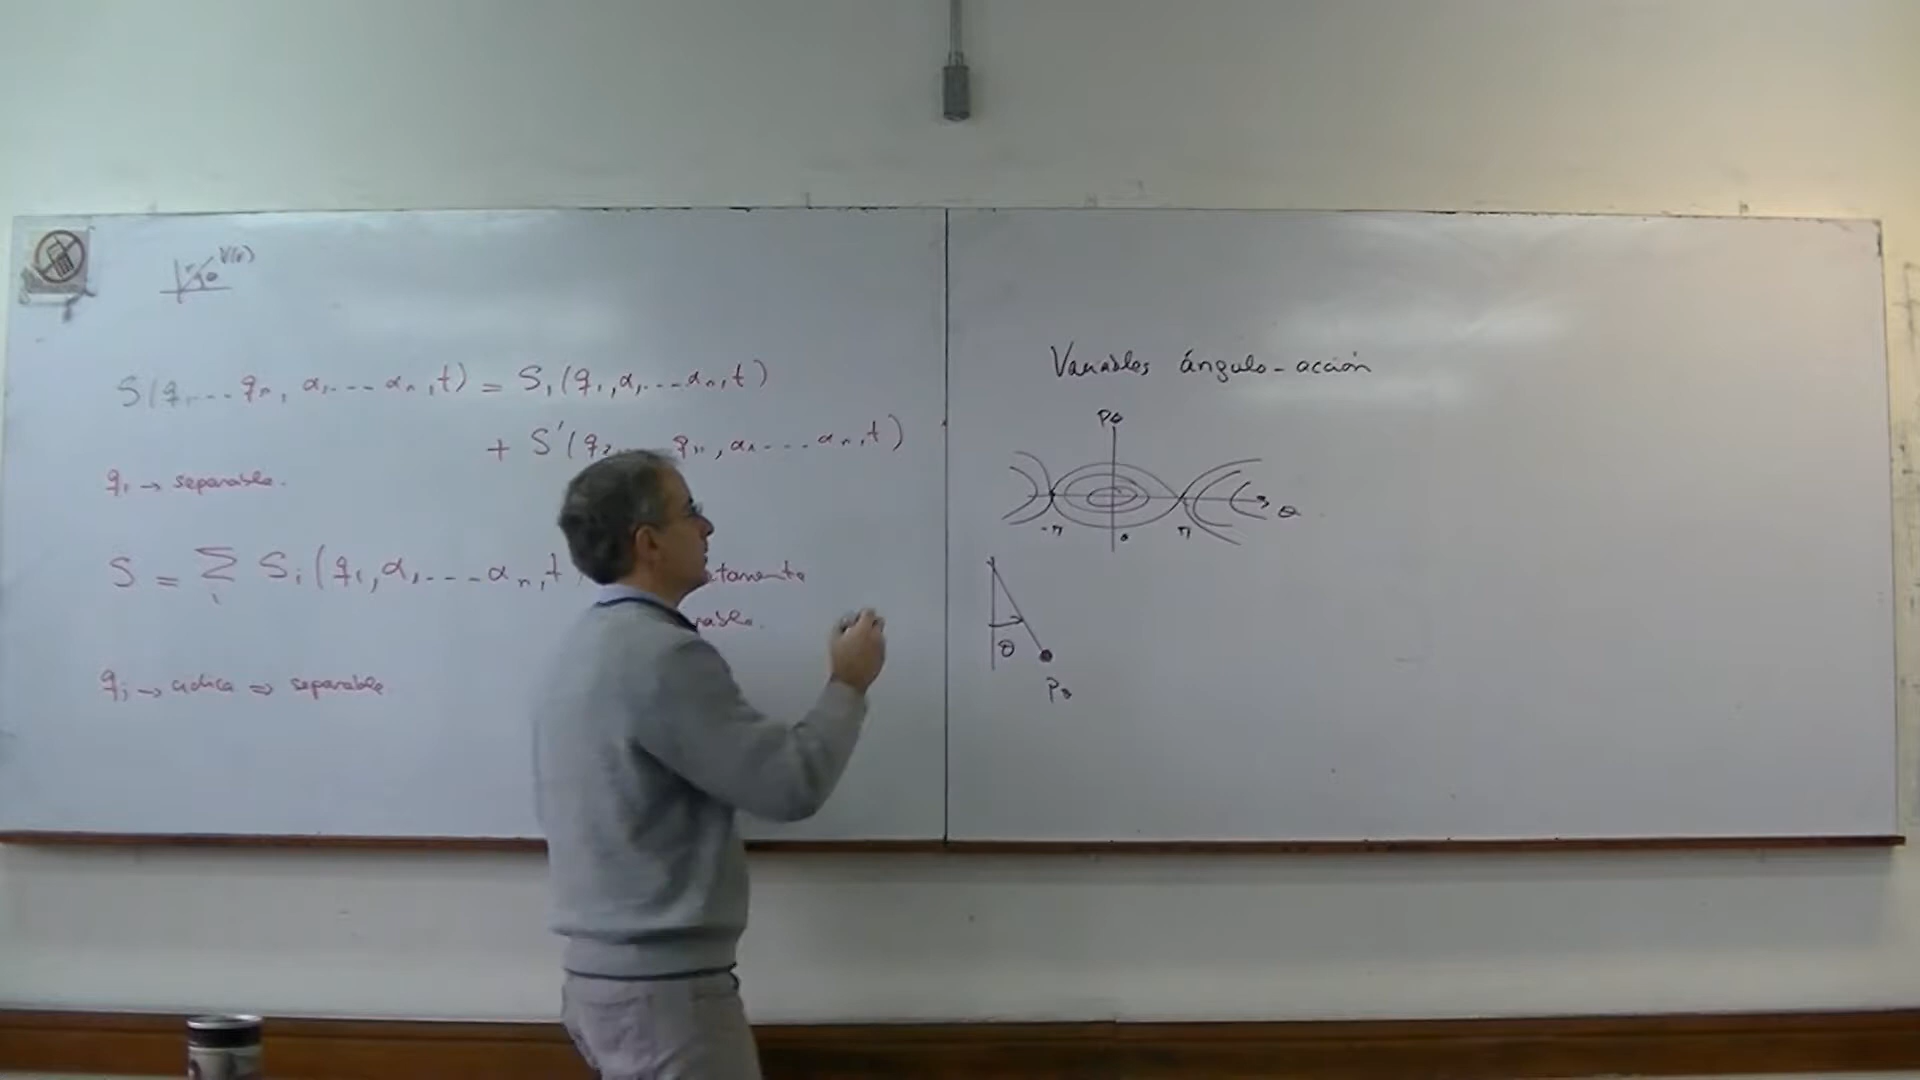 V(r)
r θ
S(q₁...qₙ, α₁...αₙ, t) = S₁(q₁, α₁...αₙ, t)
+ S'(q₂... qₙ, α₁...αₙ, t)
q₁ → separable.
S = Σ Sᵢ(qᵢ, α₁...αₙ, t
q_j → cíclica ⇒ separable
Variables ángulo-acción
Pθ
-π
0
π
θ
θ
Pθ